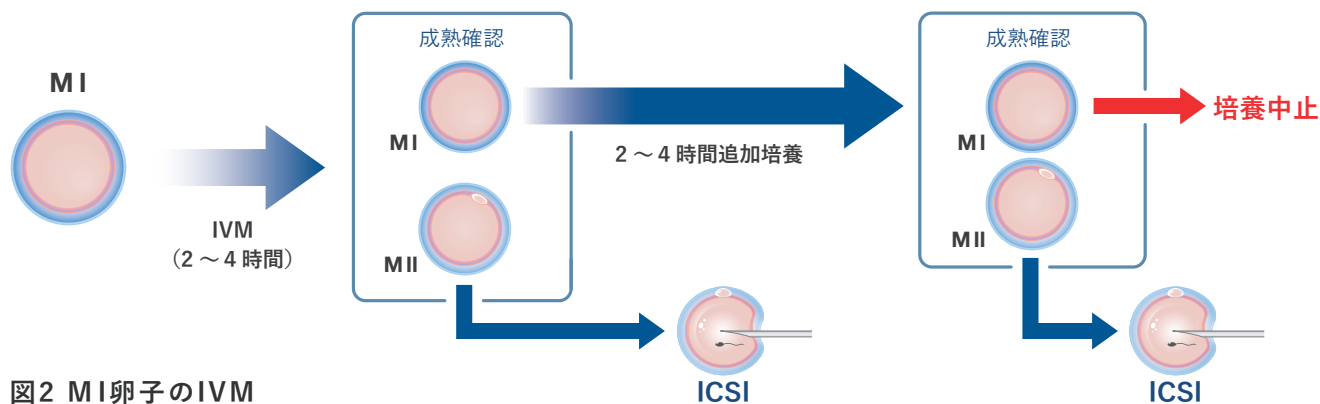 MI
IVM
（2〜4時間）
成熟確認
MI
MII
2〜4時間追加培養
ICSI
成熟確認
MI
MII
培養中止
ICSI
図2 MI卵子のIVM